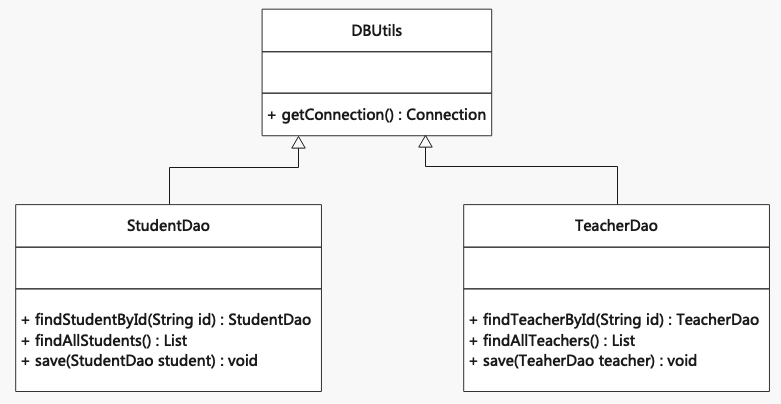 DBUtils
+ getConnection() : Connection
StudentDao
+ findStudentById(String id) : StudentDao
+ findAllStudents() : List
+ save(StudentDao student) : void
TeacherDao
+ findTeacherById(String id) : TeacherDao
+ findAllTeachers() : List
+ save(TeaherDao teacher) : void